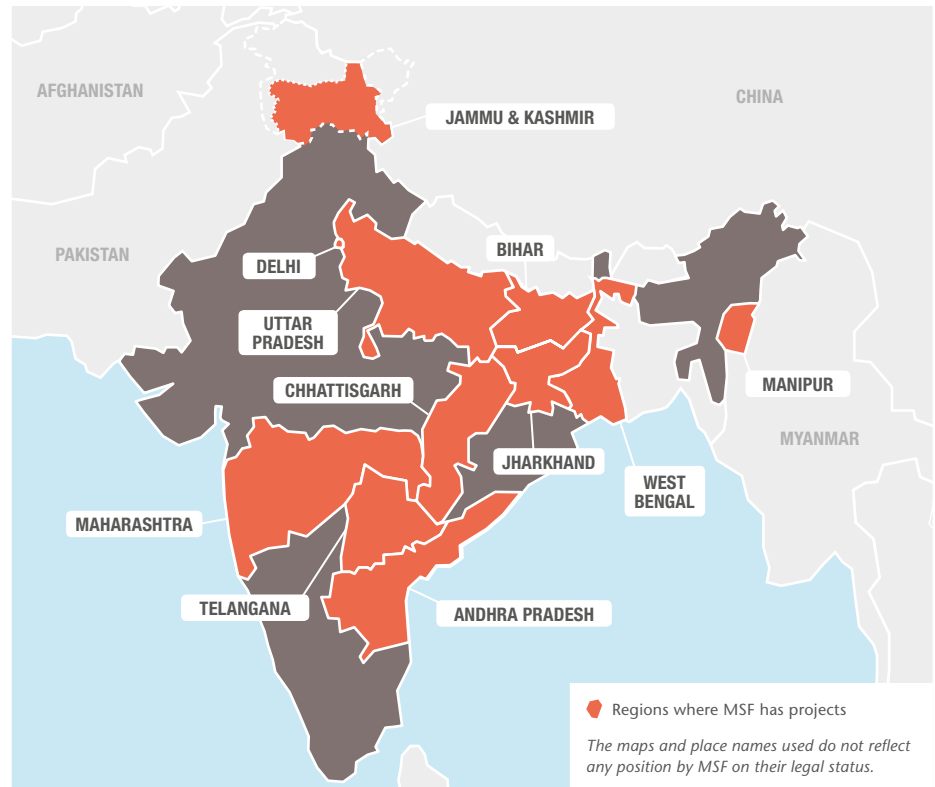 AFGHANISTAN
CHINA
JAMMU & KASHMIR
PAKISTAN
DELHI
BIHAR
UTTAR
PRADESH
CHHATTISGARH
MANIPUR
MYANMAR
JHARKHAND
WEST
BENGAL
MAHARASHTRA
TELANGANA
ANDHRA PRADESH
Regions where MSF has projects
The maps and place names used do not reflect
any position by MSF on their legal status.